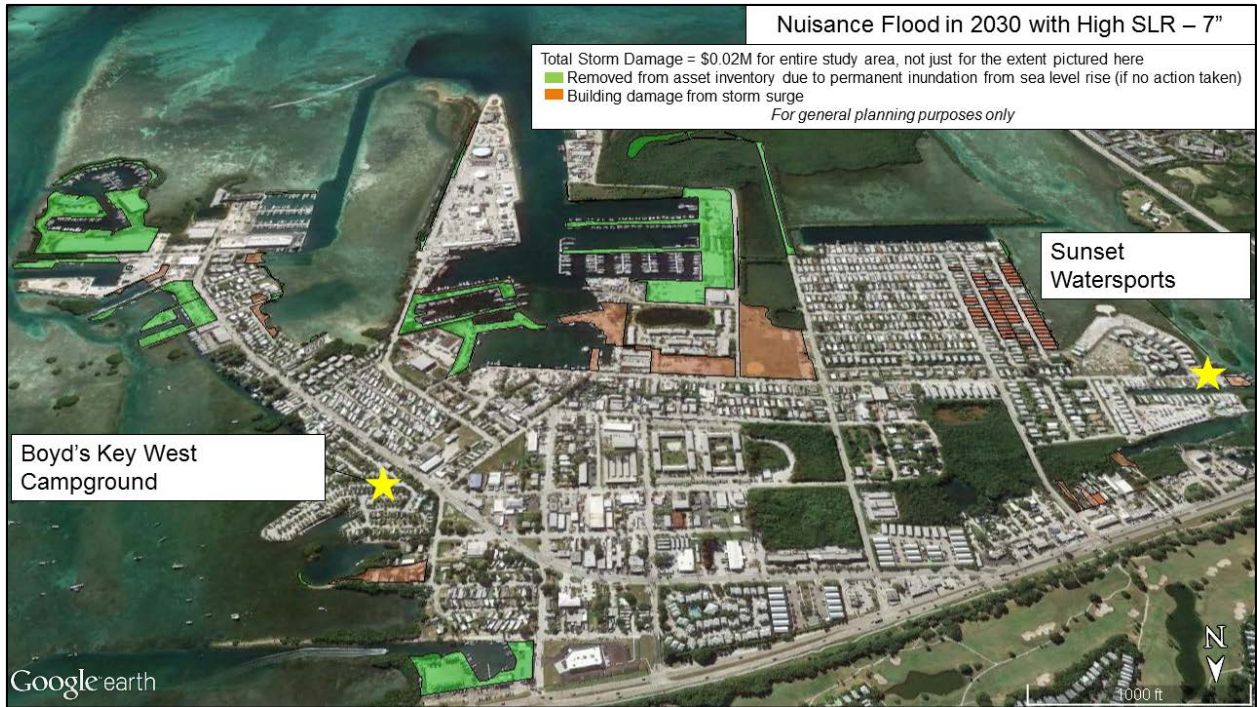 Nuisance Flood in 2030 with High SLR – 7”
Total Storm Damage = $0.02M for entire study area, not just for the extent pictured here
Removed from asset inventory due to permanent inundation from sea level rise (if no action taken)
Building damage from storm surge
For general planning purposes only
Sunset
Watersports
Boyd’s Key West
Campground
N
Google earth
1000 ft